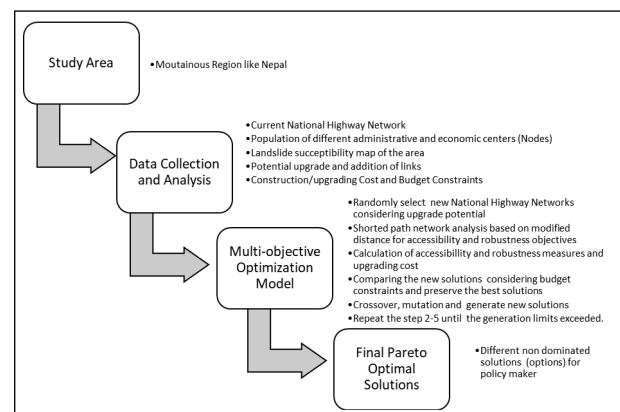 Study Area
•Moutainous Region like Nepal
Data Collection
and Analysis
•Current National Highway Network
•Population of different administrative and economic centers (Nodes)
•Landslide succeptibility map of the area
•Potential upgrade and addition of links
•Construction/upgrading Cost and Budget Constraints
Multi-objective
Optimization
Model
•Randomly select new National Highway Networks
considering upgrade potential
•Shorted path network analysis based on modified
distance for accessibility and robustness objectives
•Calculation of accessibility and robustness measures and
upgrading cost
•Comparing the new solutions considering budget
constraints and preserve the best solutions
•Crossover, mutation and generate new solutions
•Repeat the step 2-5 until the generation limits exceeded.
Final Pareto
Optimal
Solutions
•Different non dominated
solutions (options) for
policy maker